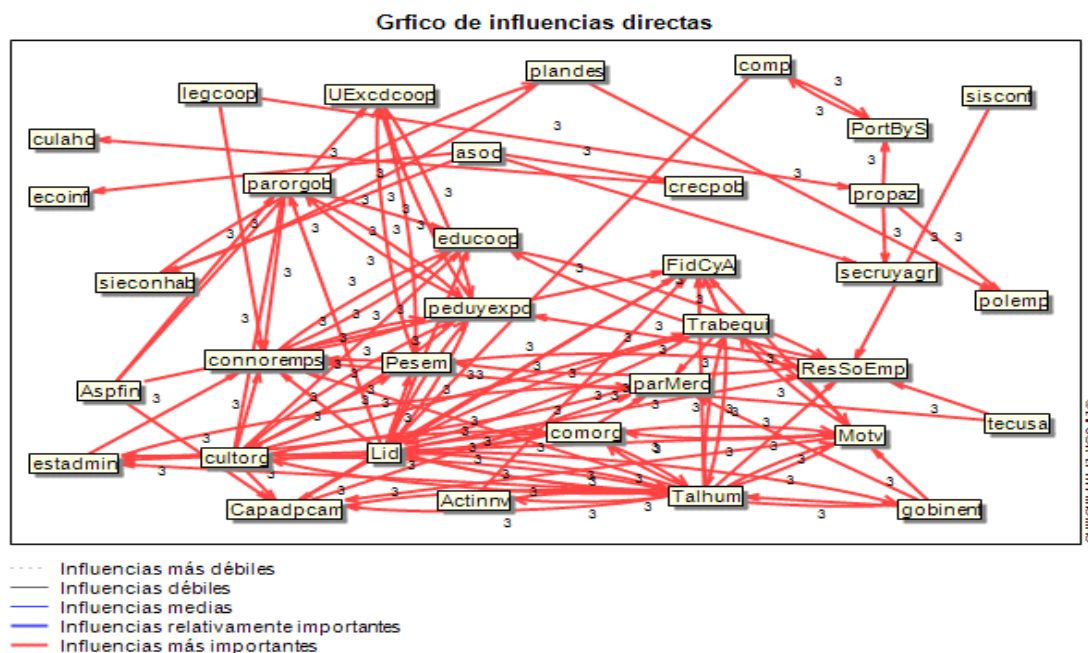 Grfico de influencias directas
plandes
comp
legcoop
UExcdcoop
siscont
PortByS
culaho
asoc
parorgob
crecpob
ecoinf
propaz
educoop
FidCyA
secruyagr
sieconhab
polemp
peduyexpc
Trabequi
connoremps
Pesem
ResSoEmp
Aspfin
parMerc
tecusa
comorg
Motv
estadmin
cultorg
Lid
Capadpcam
Actinnv
Talhum
gobinent
Influencias más débiles
Influencias débiles
Influencias medias
Influencias relativamente importantes
Influencias más importantes